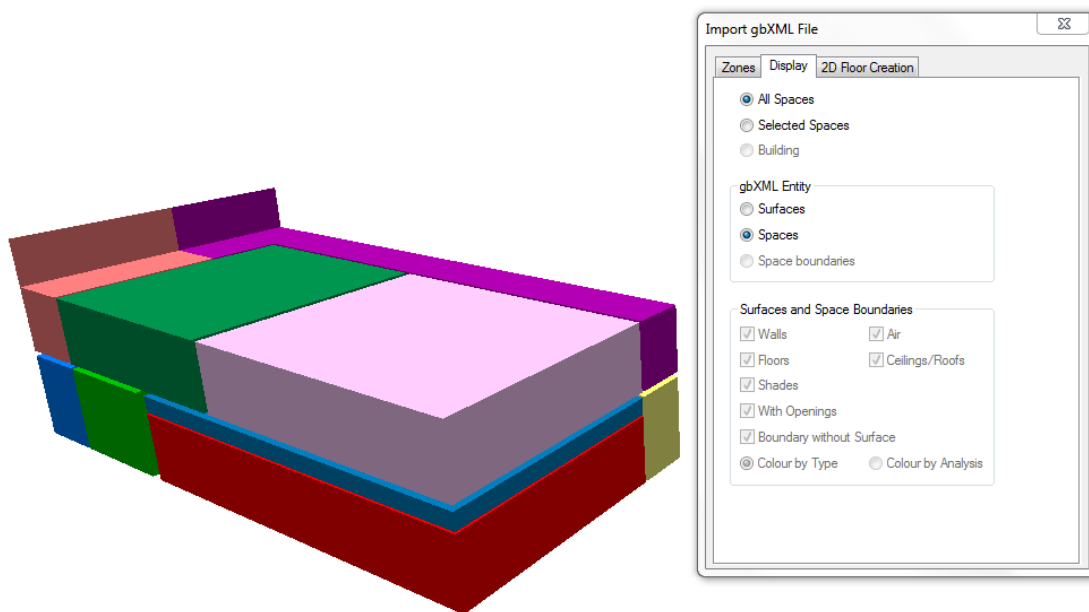 Import gbXML File
Zones Display 2D Floor Creation
All Spaces
Selected Spaces
Building
gbXML Entity
Surfaces
Spaces
Space boundaries
Surfaces and Space Boundaries
Walls Air
Floors Ceilings/Roofs
Shades
With Openings
Boundary without Surface
Colour by Type Colour by Analysis